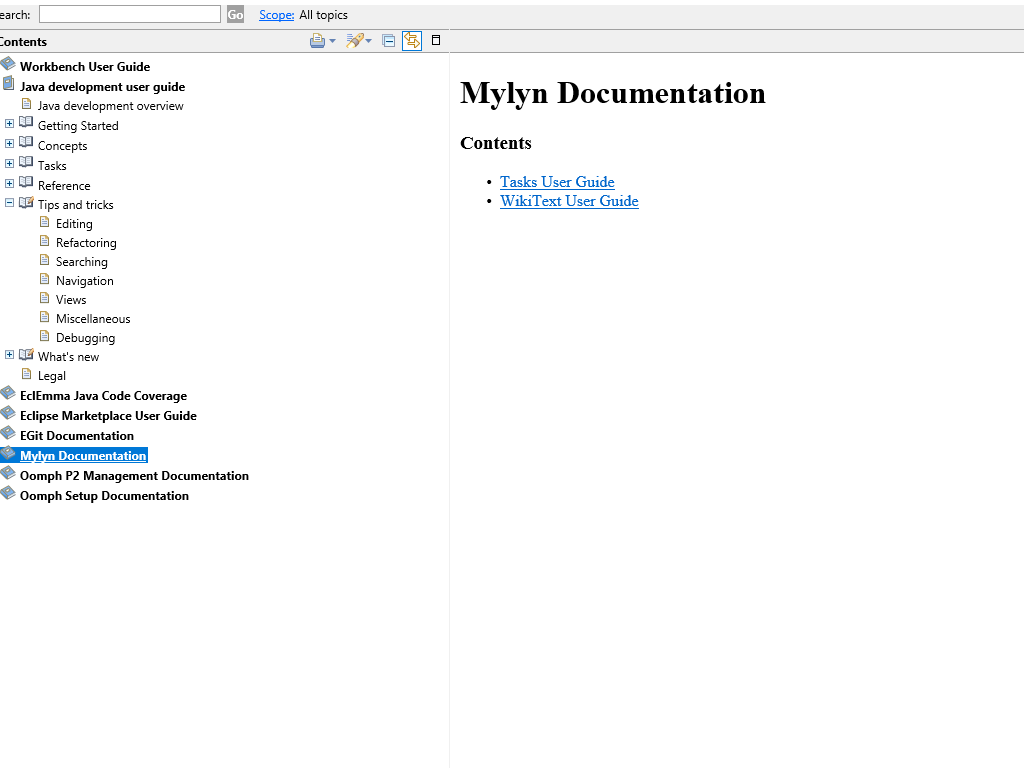 earch:
Go
Scope: All topics
Contents
Workbench User Guide
Java development user guide
Java development overview
Getting Started
Concepts
Tasks
Reference
Tips and tricks
Editing
Refactoring
Searching
Navigation
Views
Miscellaneous
Debugging
What's new
Legal
EclEmma Java Code Coverage
Eclipse Marketplace User Guide
EGit Documentation
Mylyn Documentation
Oomph P2 Management Documentation
Oomph Setup Documentation
Mylyn Documentation
Contents
• Tasks User Guide
• WikiText User Guide